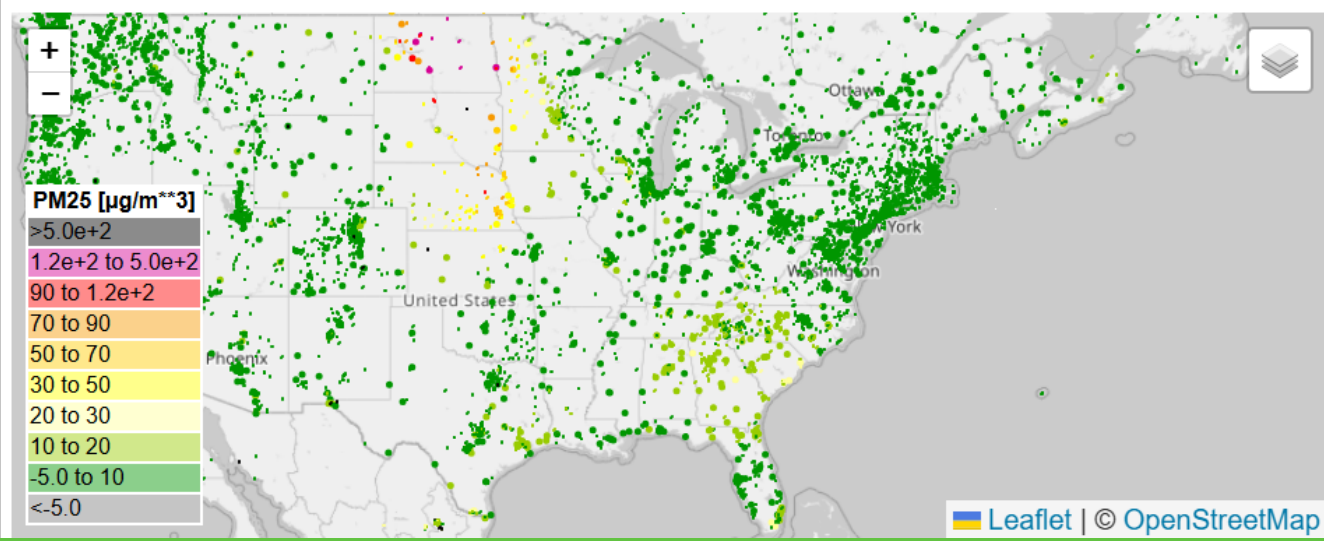 +
−
Ottawa
Toronto
York
Washington
United States
Phoenix
PM25 [µg/m**3]
>5.0e+2
1.2e+2 to 5.0e+2
90 to 1.2e+2
70 to 90
50 to 70
30 to 50
20 to 30
10 to 20
-5.0 to 10
<-5.0
Leaflet | © OpenStreetMap